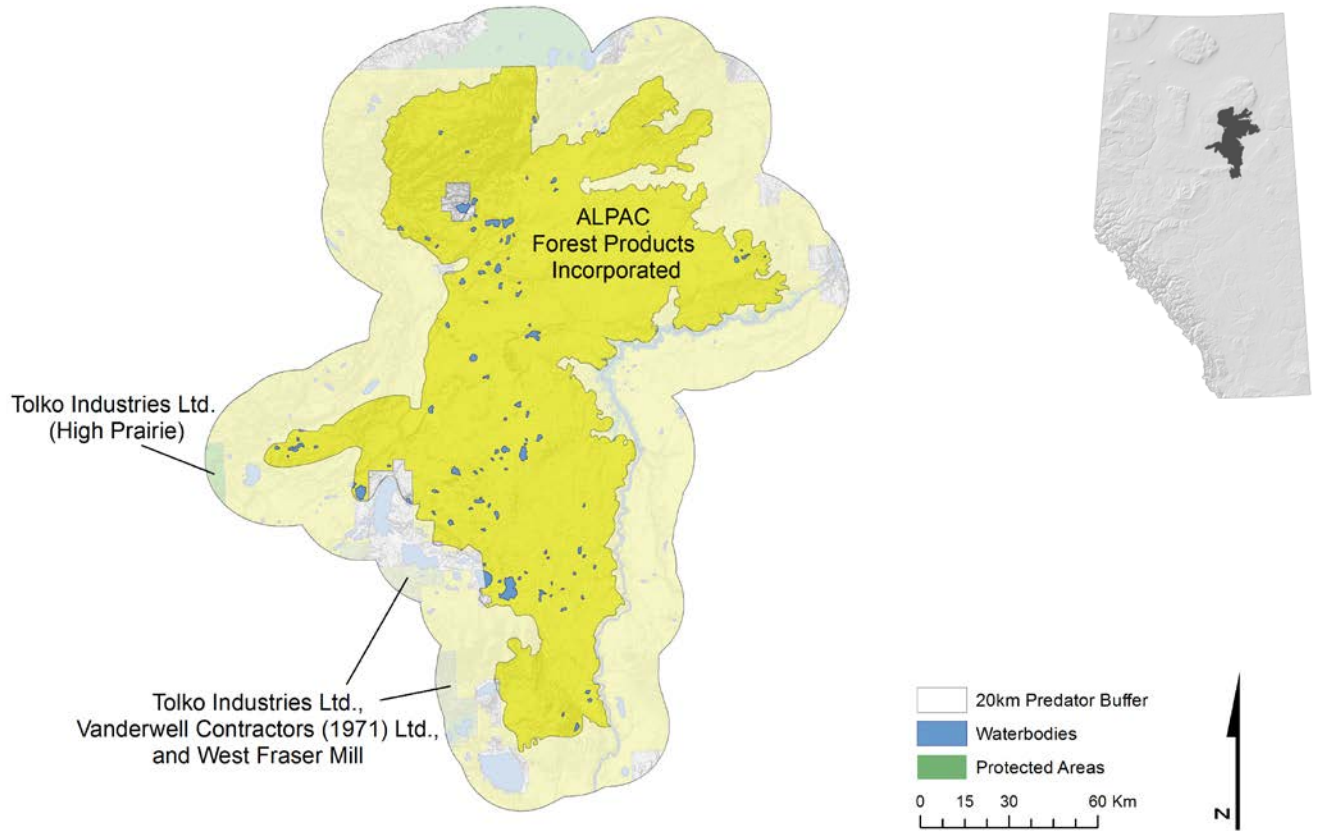 ALPAC
Forest Products
Incorporated
Tolko Industries Ltd.
(High Prairie)
Tolko Industries Ltd.,
Vanderwell Contractors (1971) Ltd.,
and West Fraser Mill
20km Predator Buffer
Waterbodies
Protected Areas
0 15 30 60 Km
N